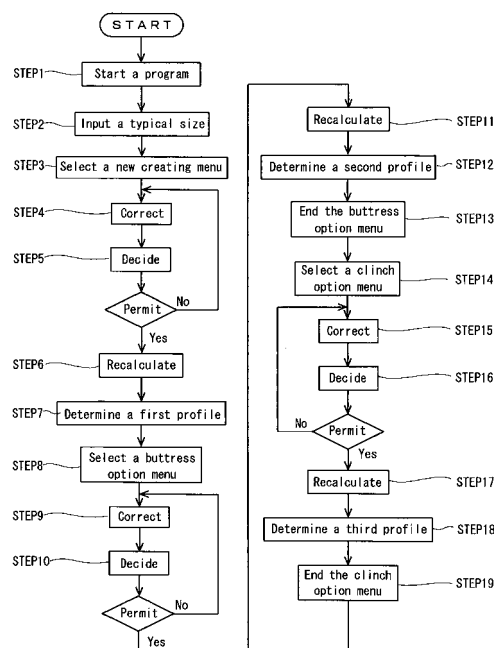 START
STEP1
Start a program
STEP2
Input a typical size
STEP3
Select a new creating menu
STEP4
Correct
STEP5
Decide
Permit
No
Yes
STEP6
Recalculate
STEP7
Determine a first profile
STEP8
Select a buttress
option menu
STEP9
Correct
STEP10
Decide
Permit
No
Yes
Recalculate
STEP11
Determine a second profile
STEP12
End the buttress
option menu
STEP13
Select a clinch
option menu
STEP14
Correct
STEP15
Decide
STEP16
No
Permit
Yes
Recalculate
STEP17
Determine a third profile
STEP18
End the clinch
option menu
STEP19